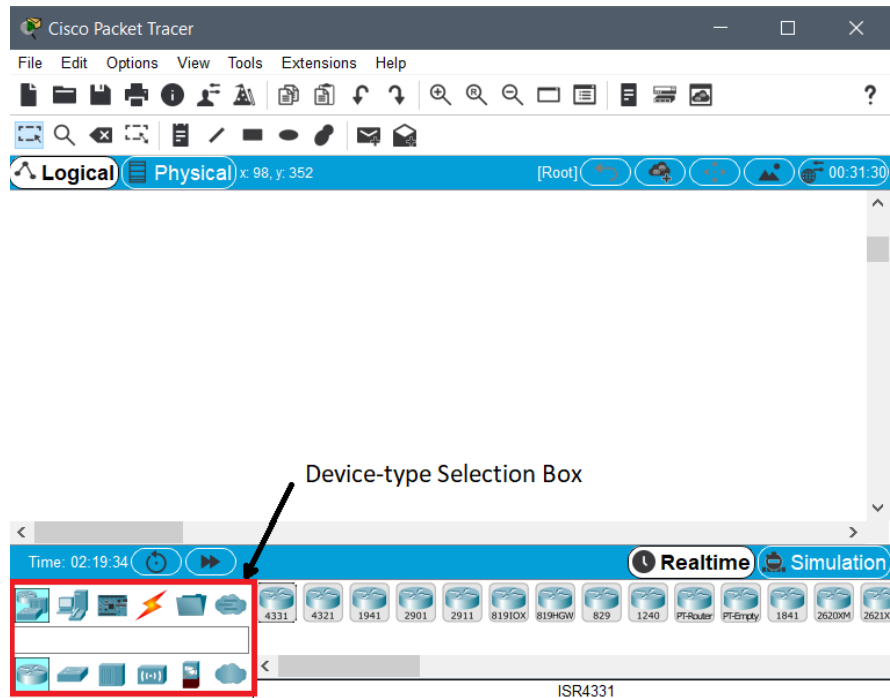 Cisco Packet Tracer
File Edit Options View Tools Extensions Help
Logical Physical x: 98, y: 352 [Root] 00:31:30
Device-type Selection Box
Time: 02:19:34 Realtime Simulation
4331 4321 1941 2901 2911 819IOX 819HGW 829 1240 PT-Router PT-Empty 1841 2620XM 2621X
ISR4331